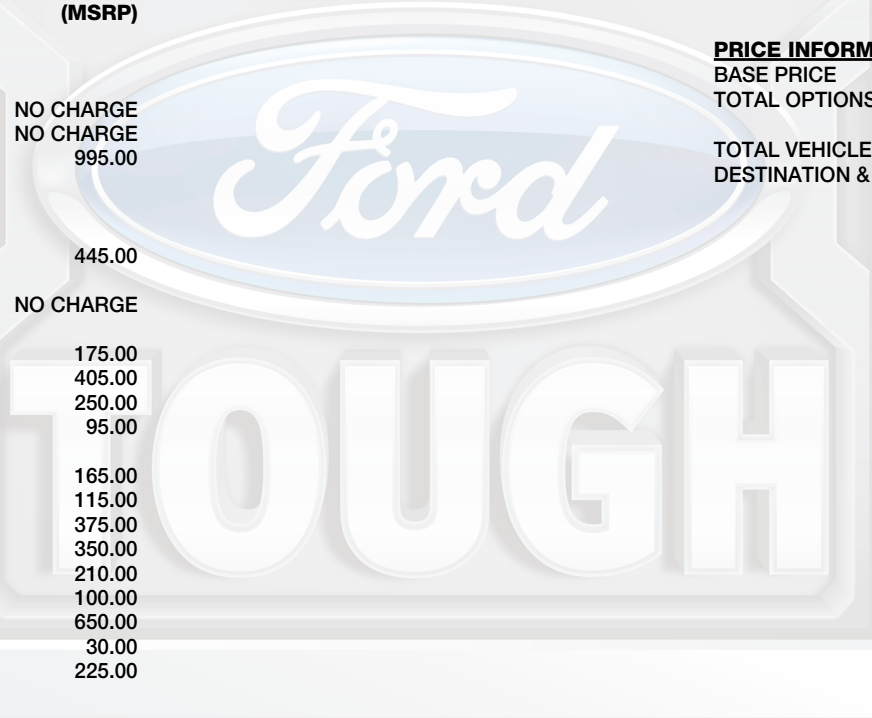 (MSRP)
NO CHARGE
NO CHARGE
995.00
445.00
NO CHARGE
175.00
405.00
250.00
95.00
165.00
115.00
375.00
350.00
210.00
100.00
650.00
30.00
225.00
PRICE INFORM
BASE PRICE
TOTAL OPTIONS
TOTAL VEHICLE
DESTINATION &
Ford
TOUGH